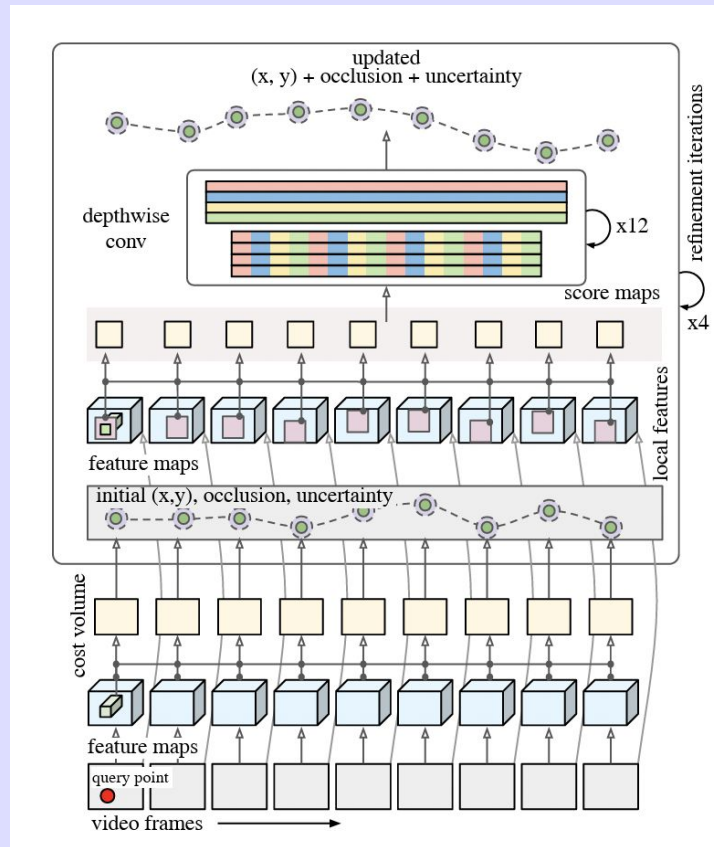 updated
(x, y) + occlusion + uncertainty
refinement iterations
depthwise
conv
x12
x4
score maps
local features
feature maps
initial (x,y), occlusion, uncertainty
cost volume
feature maps
query point
video frames